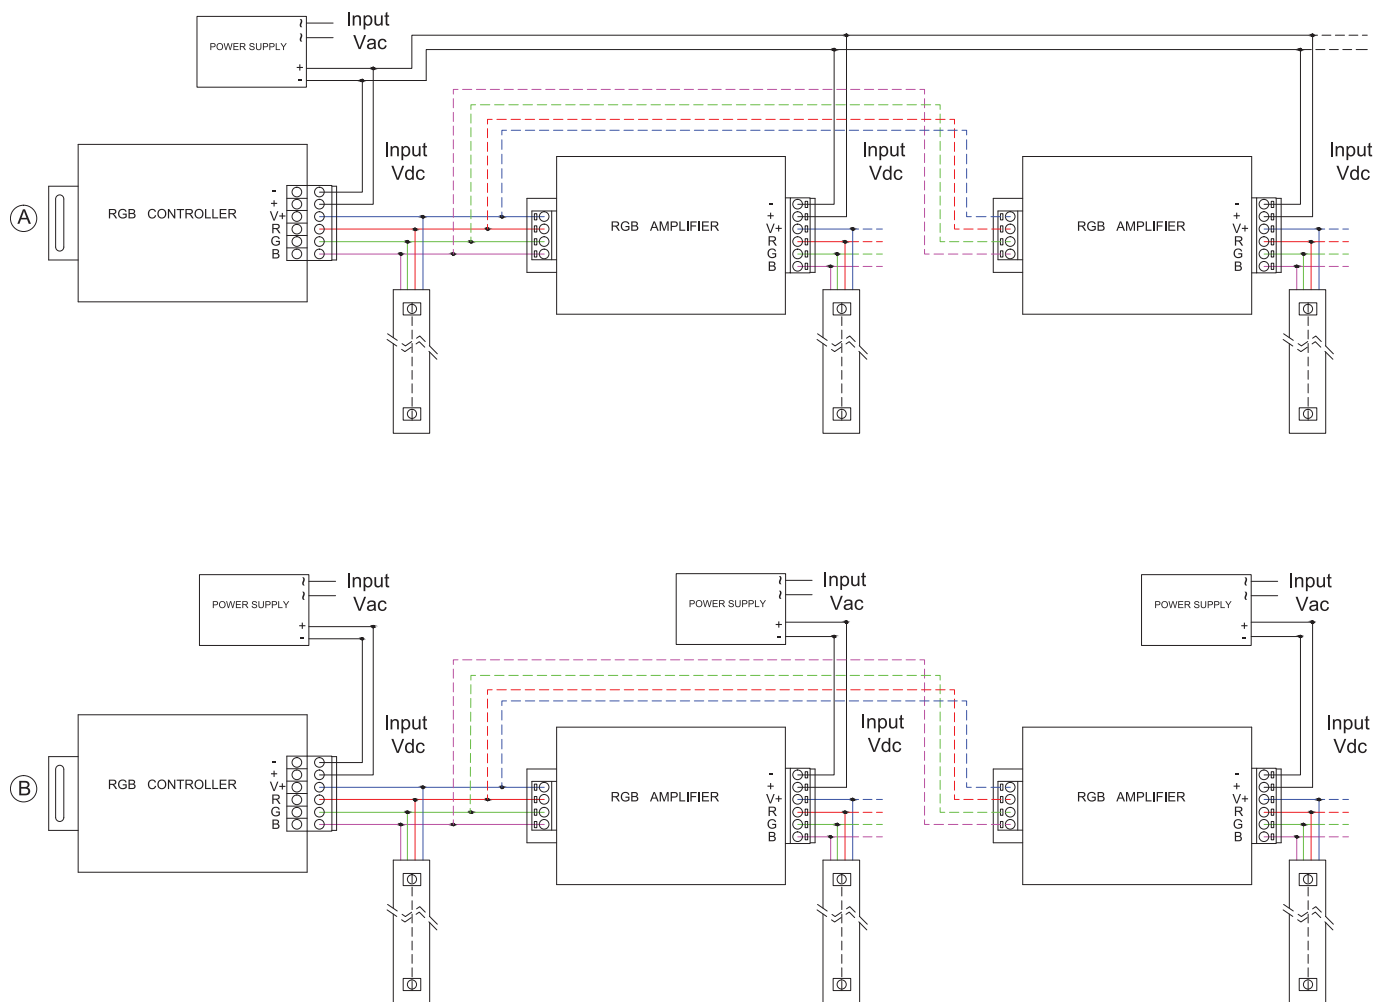 Input
Vac
~
~
POWER SUPPLY
+
-
Input
Vdc
Input
Vdc
Input
Vdc
A
RGB CONTROLLER
-
+
V+
R
G
B
RGB AMPLIFIER
-
+
V+
R
G
B
RGB AMPLIFIER
-
+
V+
R
G
B
Input
Vac
~
~
POWER SUPPLY
+
-
Input
Vac
~
~
POWER SUPPLY
+
-
Input
Vac
~
~
POWER SUPPLY
+
-
Input
Vdc
Input
Vdc
Input
Vdc
B
RGB CONTROLLER
-
+
V+
R
G
B
RGB AMPLIFIER
-
+
V+
R
G
B
RGB AMPLIFIER
-
+
V+
R
G
B